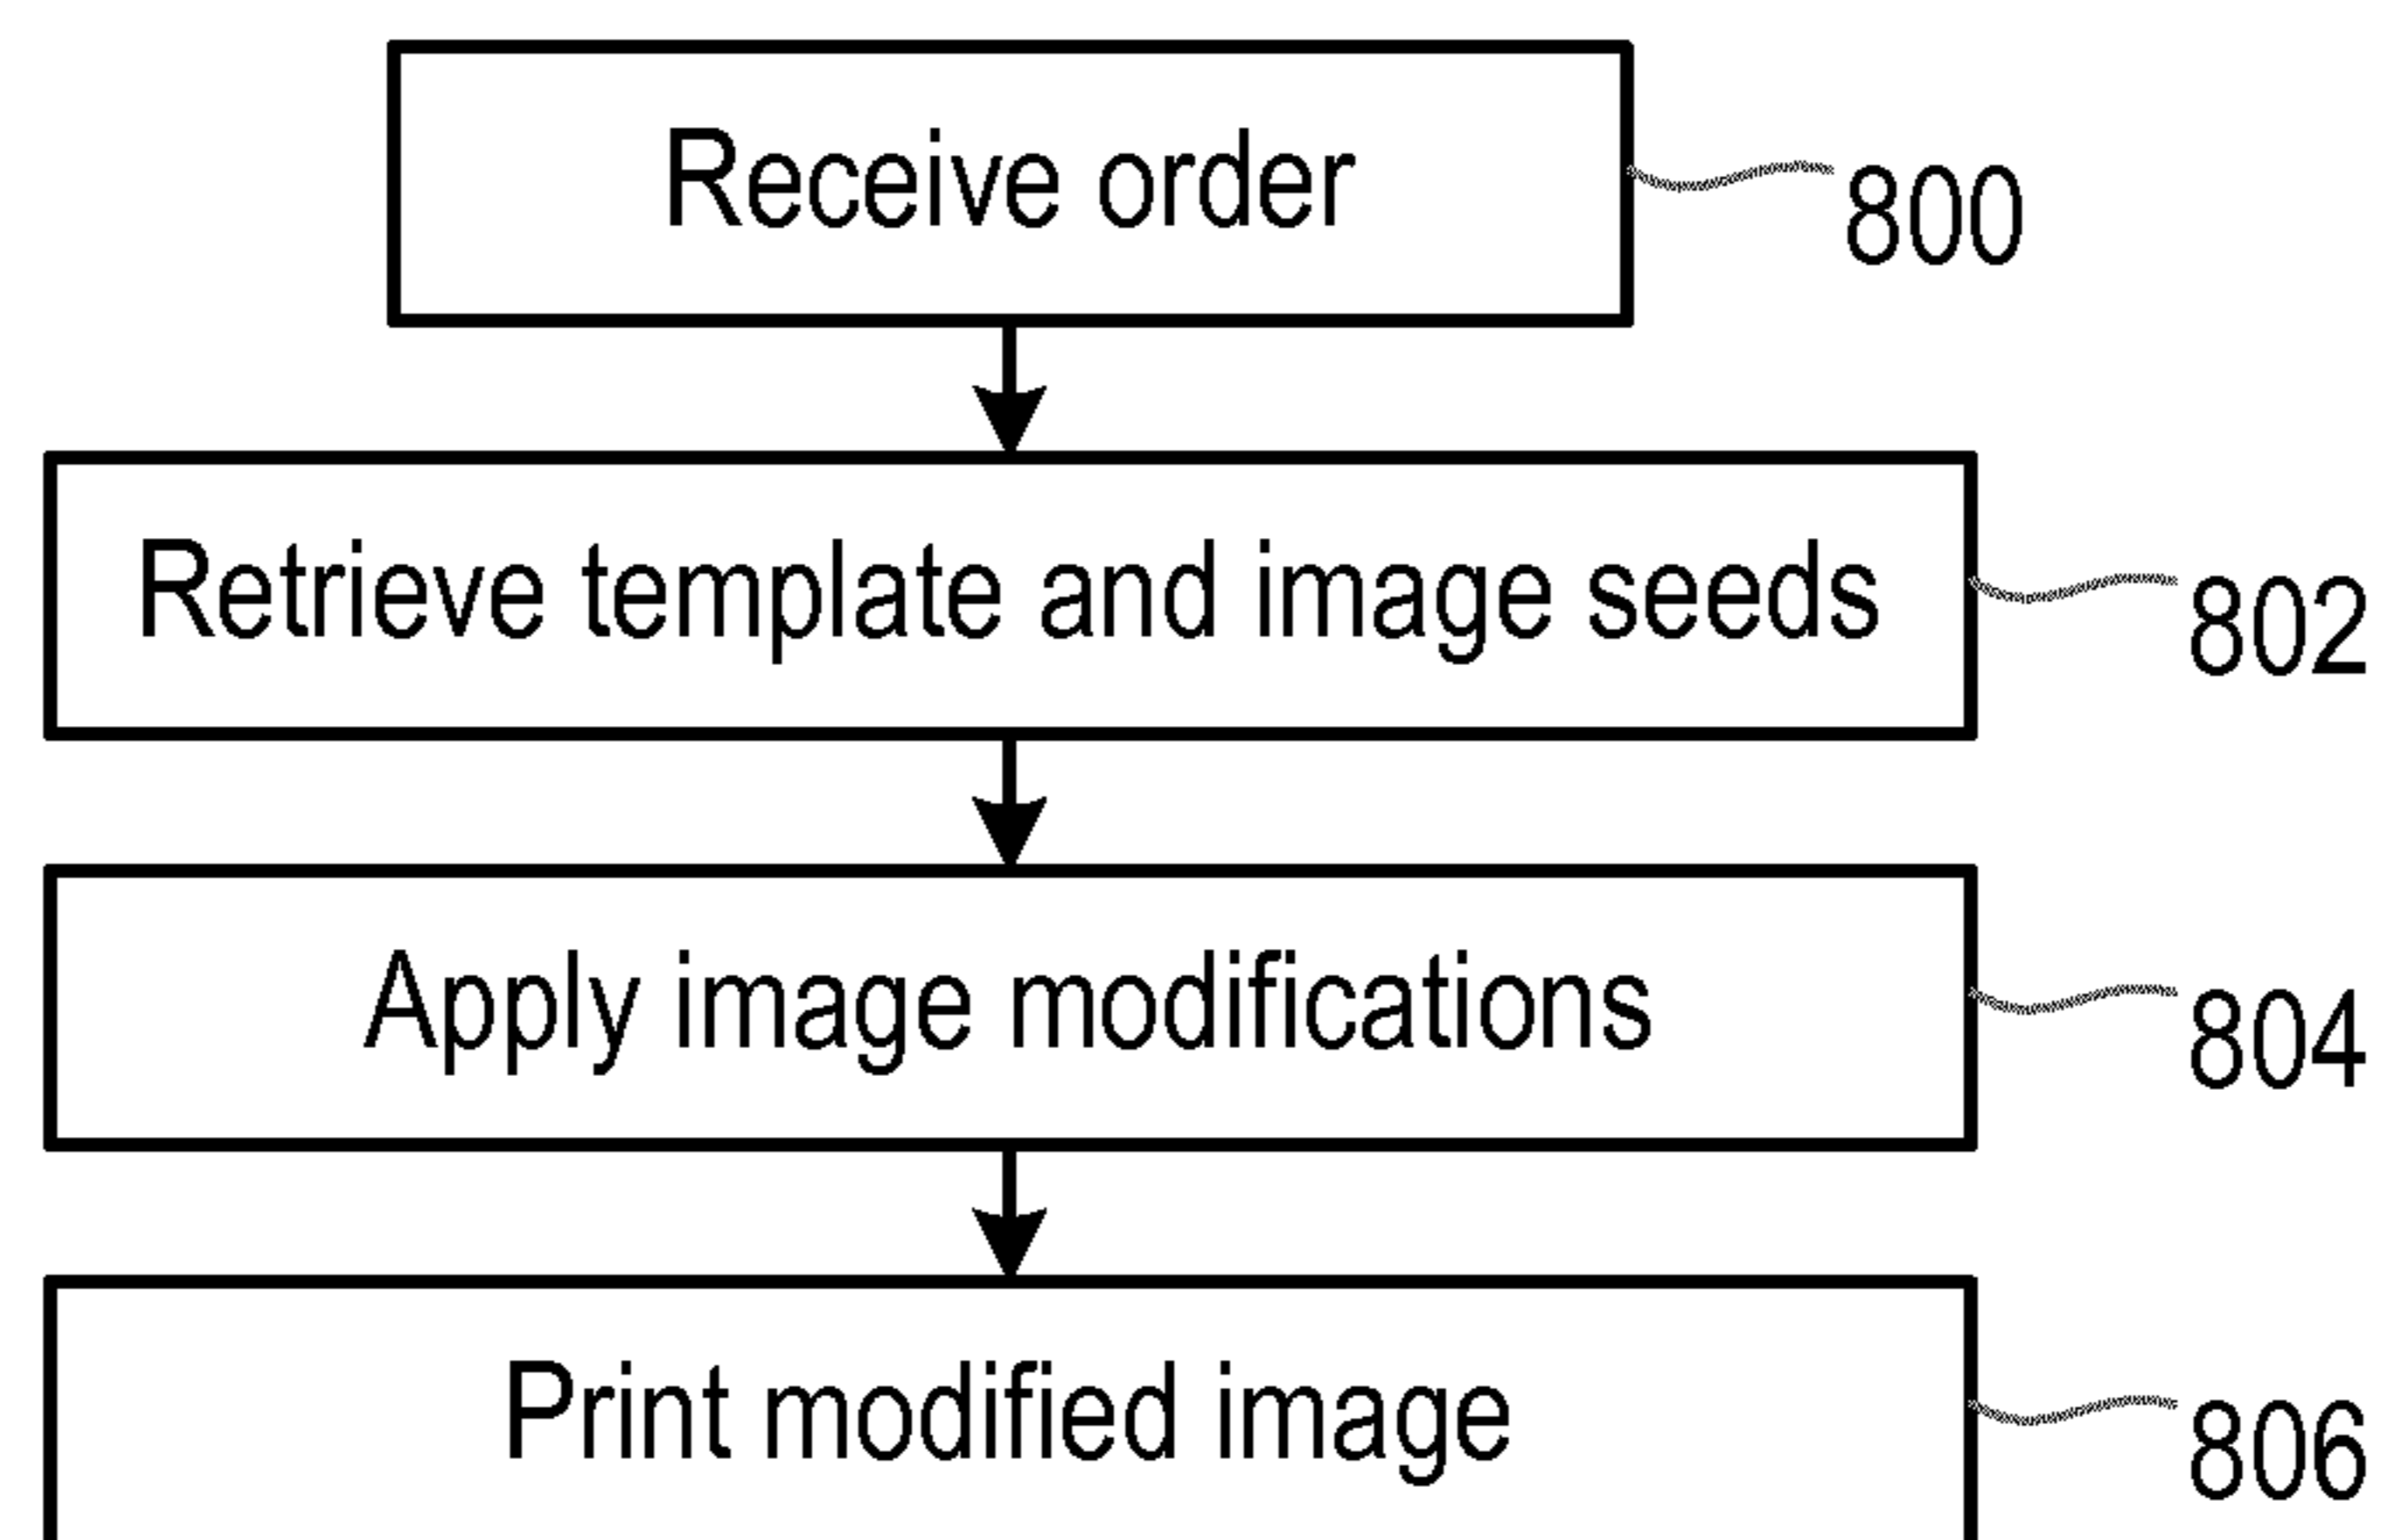 Receive order
800
Retrieve template and image seeds
802
Apply image modifications
804
Print modified image
806